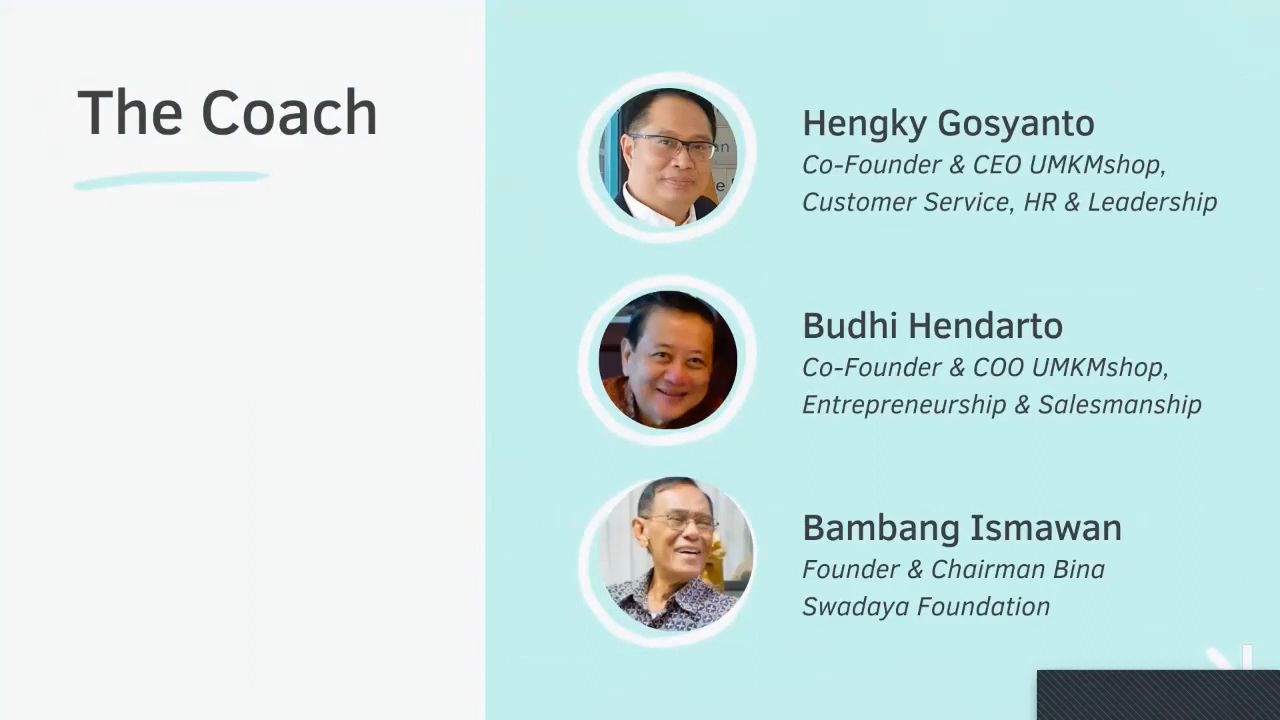 The Coach
Hengky Gosyanto
Co-Founder & CEO UMKMshop,
Customer Service, HR & Leadership
Budhi Hendarto
Co-Founder & COO UMKMshop,
Entrepreneurship & Salesmanship
Bambang Ismawan
Founder & Chairman Bina
Swadaya Foundation